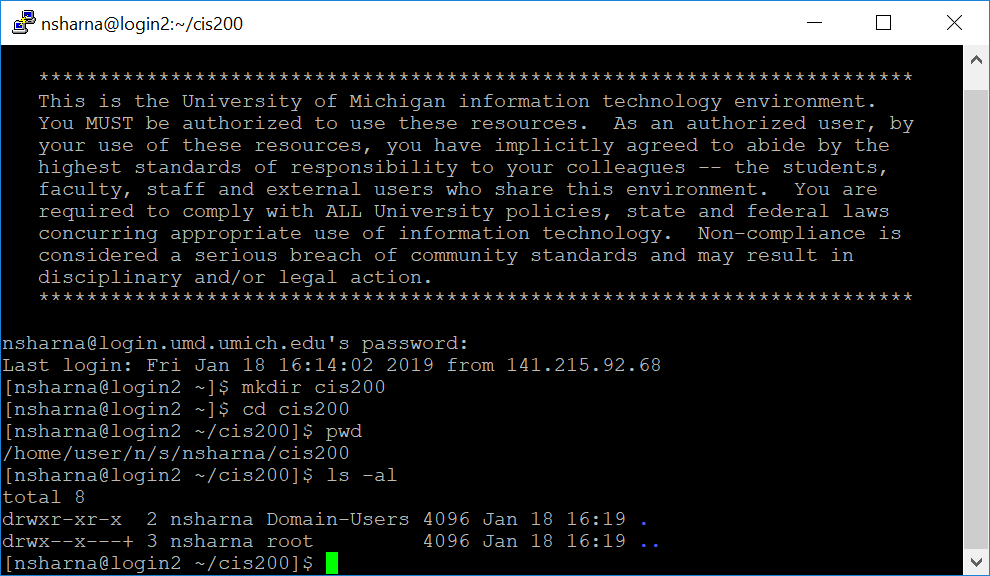 nsharna@login2:~/cis200
*************************************************************************
This is the University of Michigan information technology environment.
You MUST be authorized to use these resources.  As an authorized user, by
your use of these resources, you have implicitly agreed to abide by the
highest standards of responsibility to your colleagues -- the students,
faculty, staff and external users who share this environment.  You are
required to comply with ALL University policies, state and federal laws
concurring appropriate use of information technology.  Non-compliance is
considered a serious breach of community standards and may result in
disciplinary and/or legal action.
*************************************************************************
nsharna@login.umd.umich.edu's password:
Last login: Fri Jan 18 16:14:02 2019 from 141.215.92.68
[nsharna@login2 ~]$ mkdir cis200
[nsharna@login2 ~]$ cd cis200
[nsharna@login2 ~/cis200]$ pwd
/home/user/n/s/nsharna/cis200
[nsharna@login2 ~/cis200]$ ls -al
total 8
drwxr-xr-x  2 nsharna Domain-Users 4096 Jan 18 16:19 .
drwx--x---+ 3 nsharna root         4096 Jan 18 16:19 ..
[nsharna@login2 ~/cis200]$